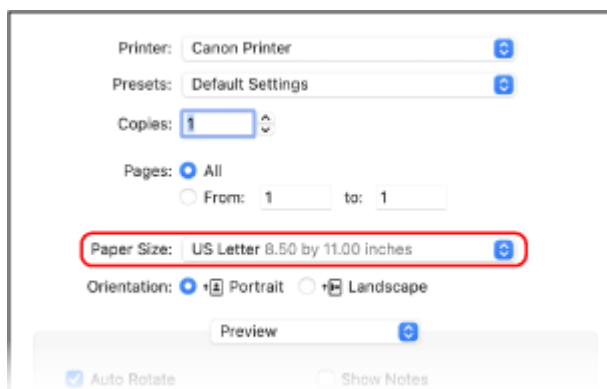 Printer: Canon Printer
Presets: Default Settings
Copies: 1
Pages: All
From: 1 to: 1
Paper Size: US Letter 8.50 by 11.00 inches
Orientation: Portrait Landscape
Preview
Auto Rotate Show Notes